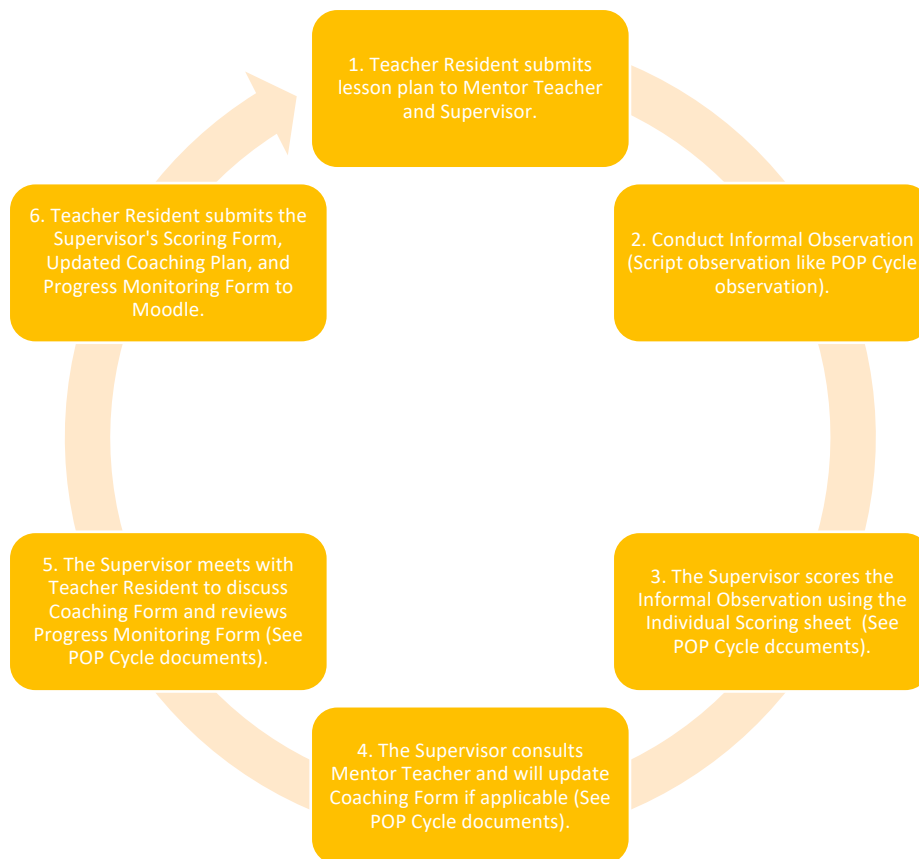 1. Teacher Resident submits
lesson plan to Mentor Teacher
and Supervisor.
2. Conduct Informal Observation
(Script observation like POP Cycle
observation).
3. The Supervisor scores the
Informal Observation using the
Individual Scoring sheet  (See
POP Cycle dccuments).
4. The Supervisor consults
Mentor Teacher and will update
Coaching Form if applicable (See
POP Cycle documents).
5. The Supervisor meets with
Teacher Resident to discuss
Coaching Form and reviews
Progress Monitoring Form (See
POP Cycle documents).
6. Teacher Resident submits the
Supervisor's Scoring Form,
Updated Coaching Plan, and
Progress Monitoring Form to
Moodle.